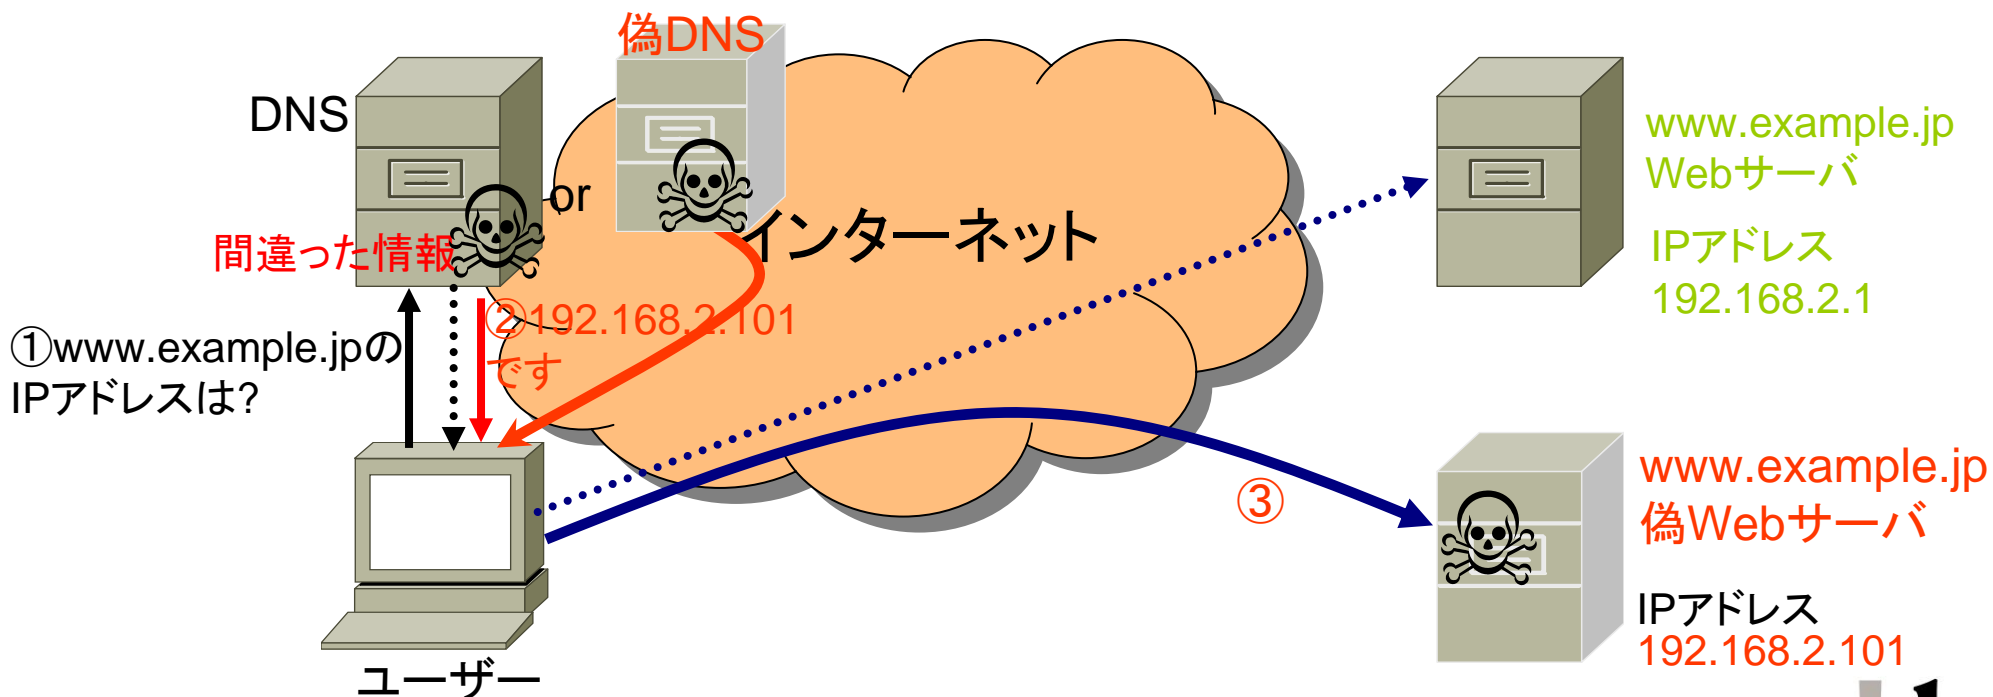 偽DNS
DNS
or
間違った情報
インターネット
②192.168.2.101
です
①www.example.jpの
IPアドレスは?
ユーザー
③
www.example.jp
Webサーバ
IPアドレス
192.168.2.1
www.example.jp
偽Webサーバ
IPアドレス
192.168.2.101